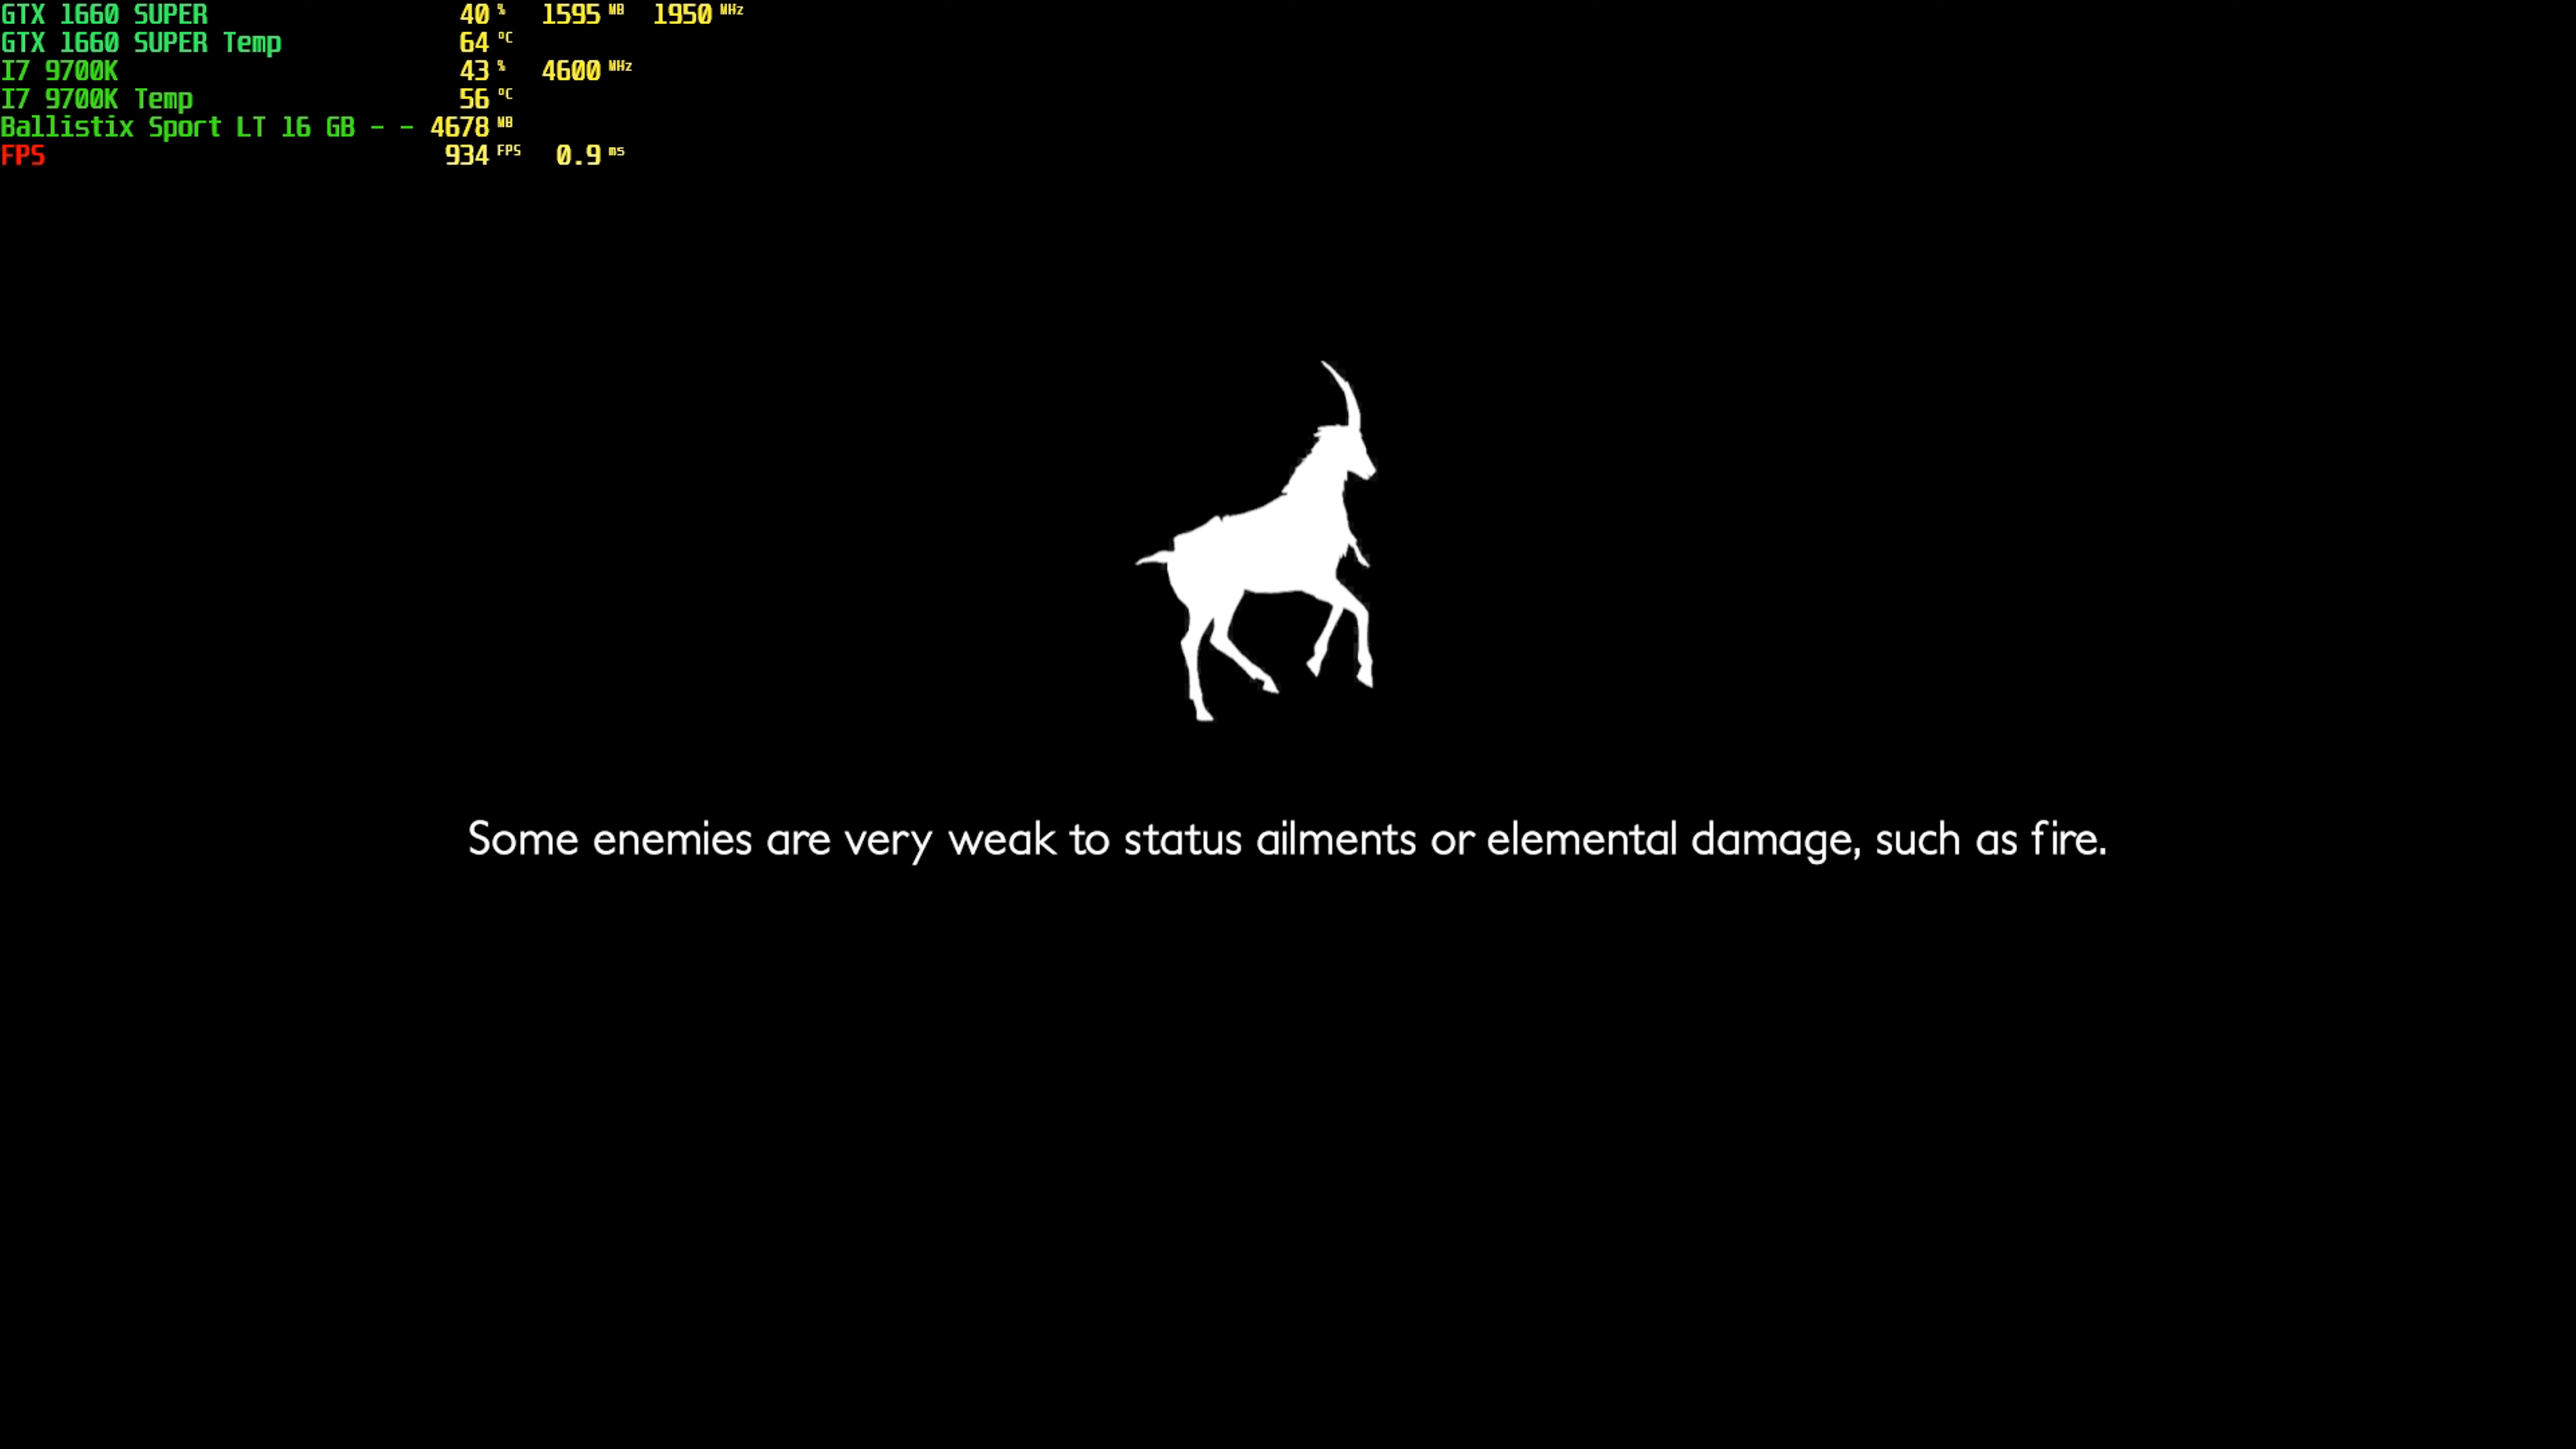 GTX 1660 SUPER 40 % 1595 MB 1950 MHz
GTX 1660 SUPER Temp 64 °C
I7 9700K 43 % 4600 MHz
I7 9700K Temp 56 °C
Ballistix Sport LT 16 GB - - 4678 MB
FPS 934 FPS 0.9 ms
Some enemies are very weak to status ailments or elemental damage, such as fire.